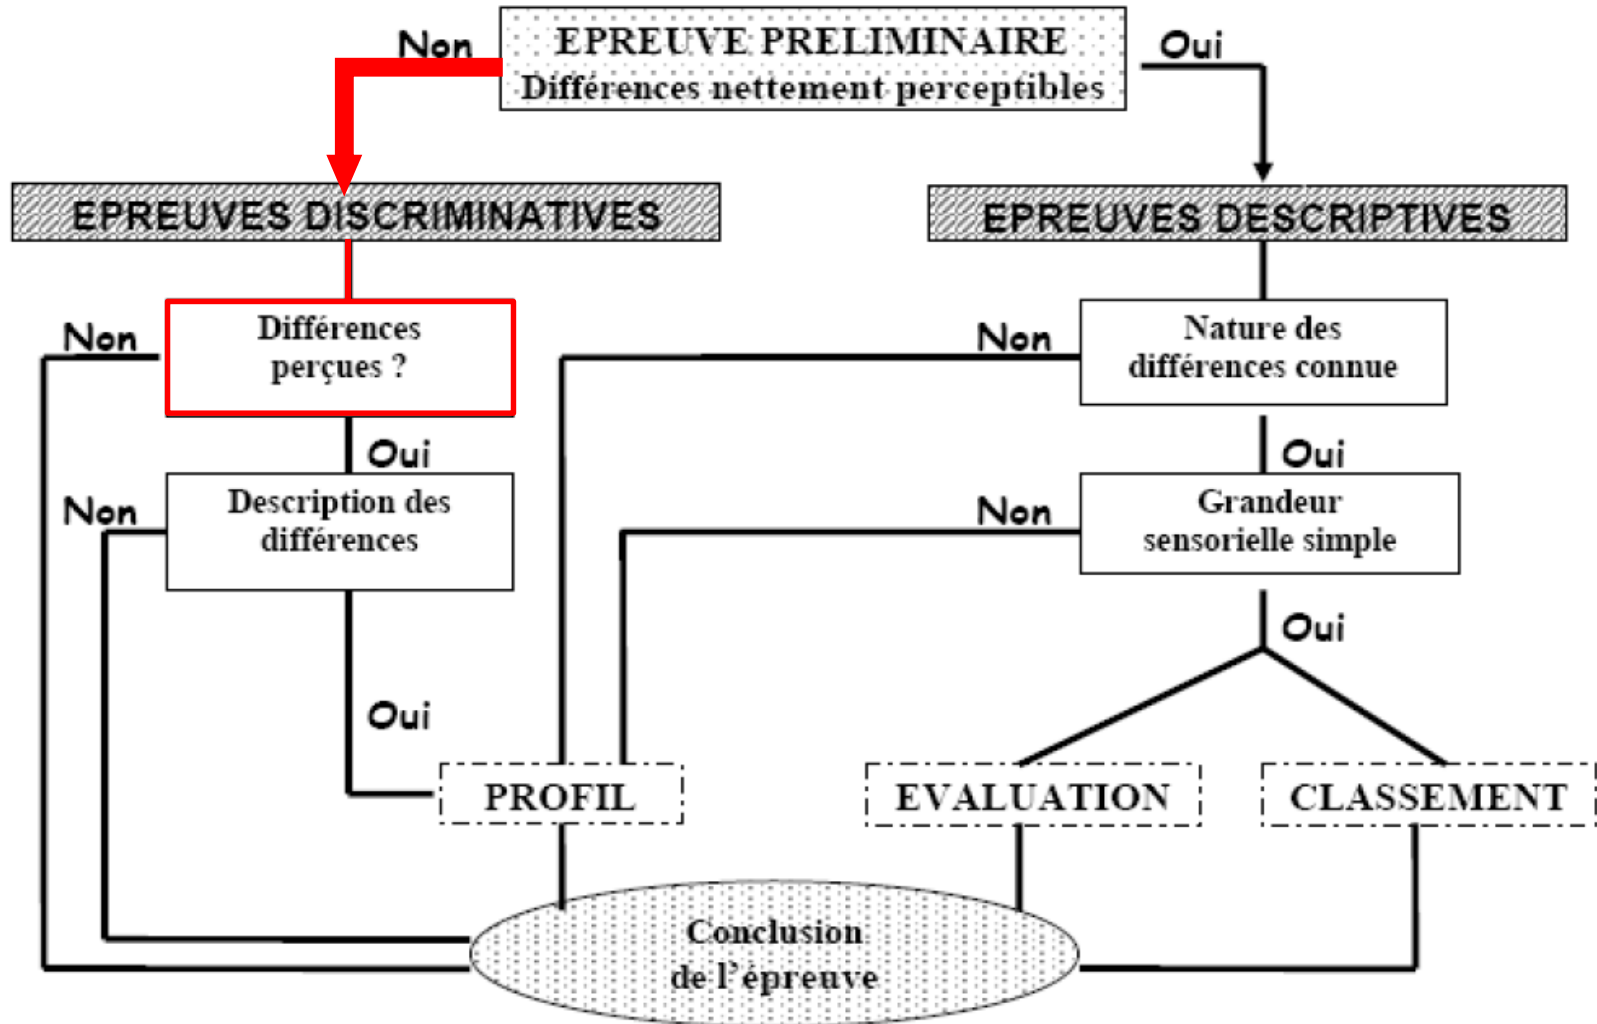 Non
EPREUVE PRELIMINAIRE
Différences nettement perceptibles
Oui
EPREUVES DISCRIMINATIVES
EPREUVES DESCRIPTIVES
Non
Différences
perçues ?
Non
Nature des
différences connue
Oui
Oui
Non
Description des
différences
Non
Grandeur
sensorielle simple
Oui
Oui
PROFIL
EVALUATION
CLASSEMENT
Conclusion
de l'épreuve